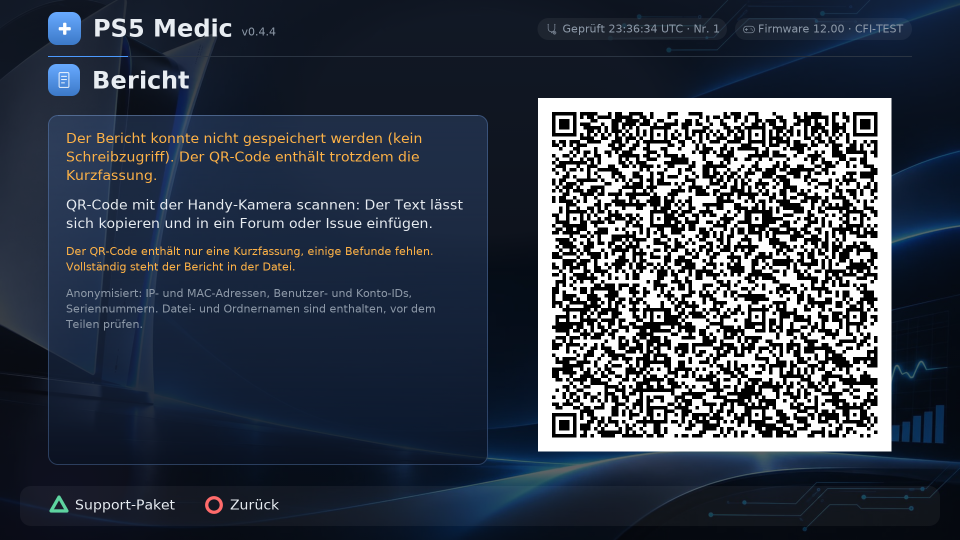 PS5 Medic v0.4.4
Geprüft 23:36:34 UTC · Nr. 1
Firmware 12.00 · CFI-TEST
Bericht
Der Bericht konnte nicht gespeichert werden (kein
Schreibzugriff). Der QR-Code enthält trotzdem die
Kurzfassung.
QR-Code mit der Handy-Kamera scannen: Der Text lässt
sich kopieren und in ein Forum oder Issue einfügen.
Der QR-Code enthält nur eine Kurzfassung, einige Befunde fehlen.
Vollständig steht der Bericht in der Datei.
Anonymisiert: IP- und MAC-Adressen, Benutzer- und Konto-IDs,
Seriennummern. Datei- und Ordnernamen sind enthalten, vor dem
Teilen prüfen.
Support-Paket
Zurück